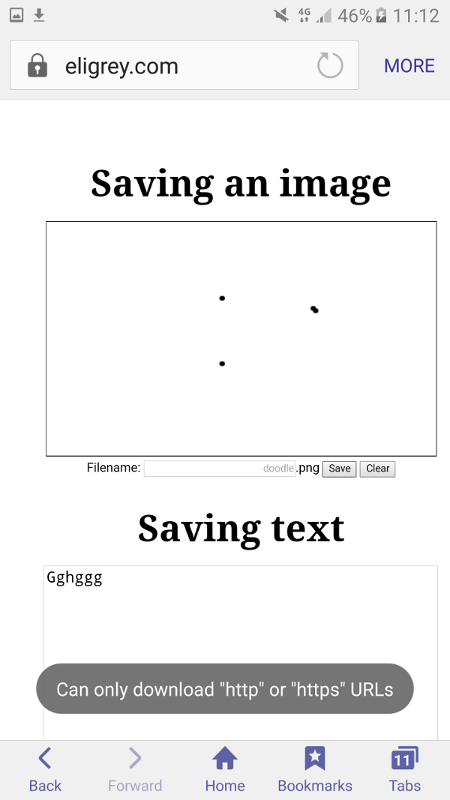 4G 46% 11:12
eligrey.com MORE
Saving an image
Filename: doodle.png Save Clear
Saving text
Gghggg
Can only download "http" or "https" URLs
11
Back Forward Home Bookmarks Tabs